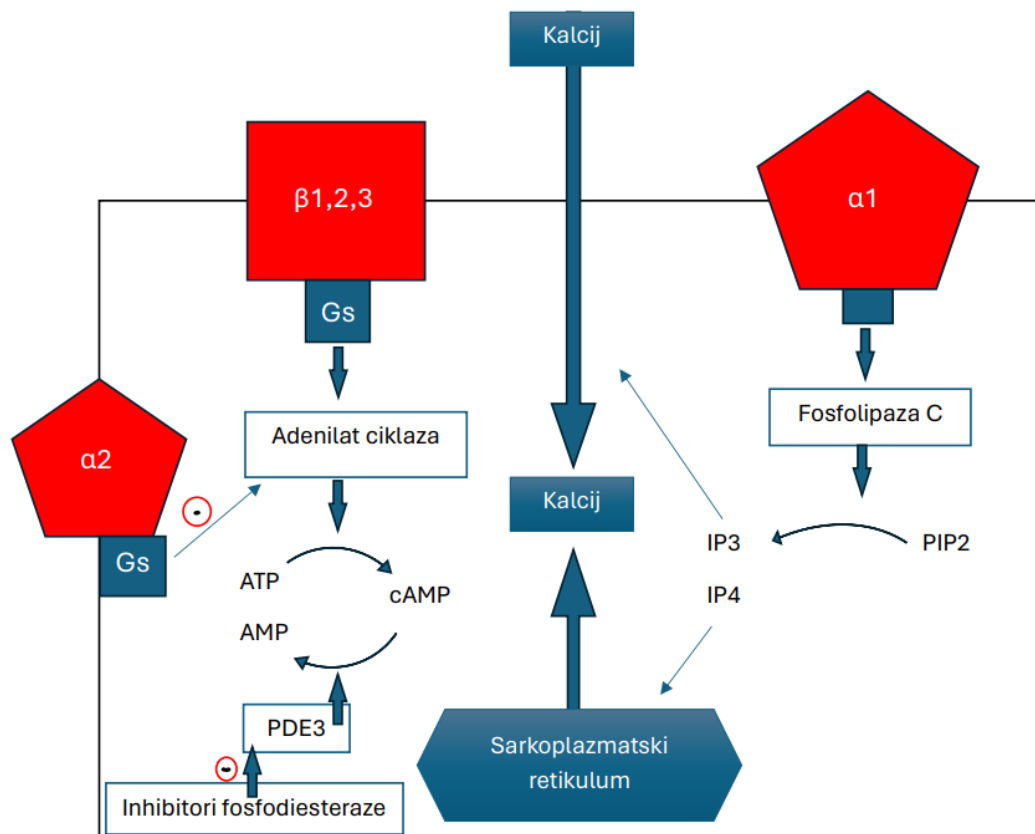 Kalcij
β1,2,3
α1
Gs
Fosfolipaza C
Adenilat ciklaza
α2
-
Kalcij
Gs
IP3
PIP2
ATP
cAMP
IP4
AMP
PDE3
Sarkoplazmatski
retikulum
-
Inhibitori fosfodiesteraze